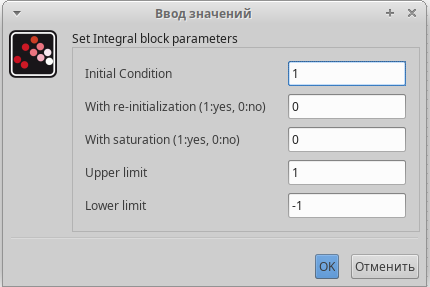 Ввод значений
Set Integral block parameters
Initial Condition 1
With re-initialization (1:yes, 0:no) 0
With saturation (1:yes, 0:no) 0
Upper limit 1
Lower limit -1
OK Отменить